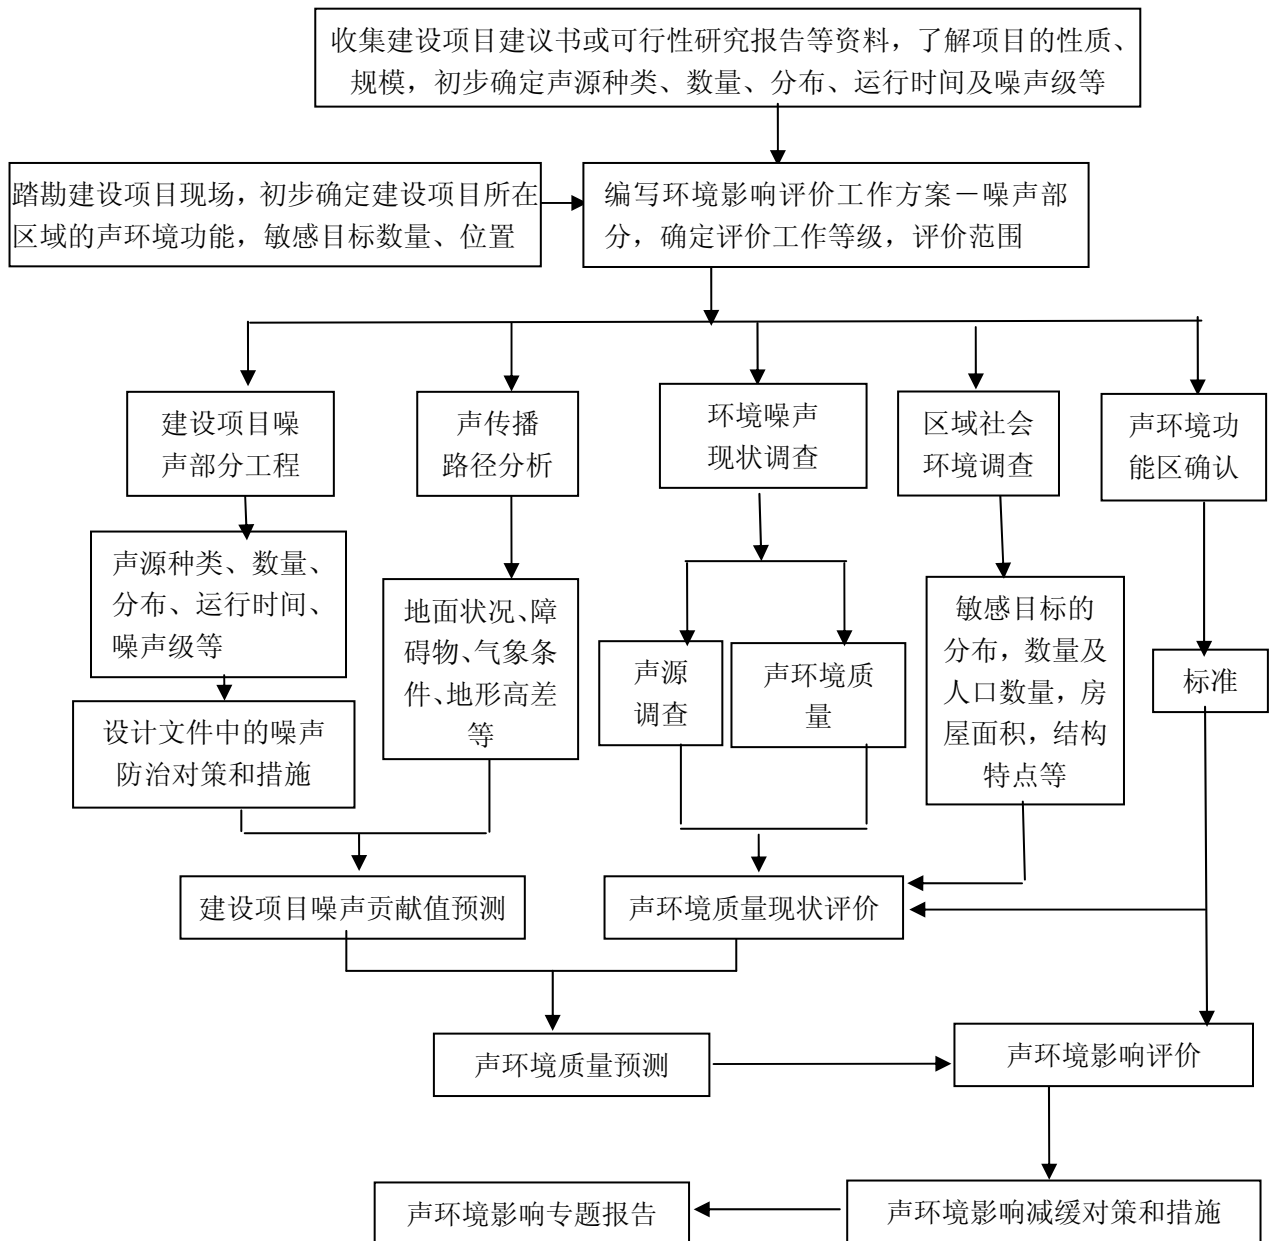 收集建设项目建议书或可行性研究报告等资料，了解项目的性质、
规模，初步确定声源种类、数量、分布、运行时间及噪声级等
踏勘建设项目现场，初步确定建设项目所在
区域的声环境功能，敏感目标数量、位置
编写环境影响评价工作方案－噪声部
分，确定评价工作等级，评价范围
建设项目噪
声部分工程
声传播
路径分析
环境噪声
现状调查
区域社会
环境调查
声环境功
能区确认
声源种类、数量、
分布、运行时间、
噪声级等
地面状况、障
碍物、气象条
件、地形高差
等
声源
调查
声环境质
量
敏感目标的
分布，数量及
人口数量，房
屋面积，结构
特点等
标准
设计文件中的噪声
防治对策和措施
建设项目噪声贡献值预测
声环境质量现状评价
声环境质量预测
声环境影响评价
声环境影响专题报告
声环境影响减缓对策和措施